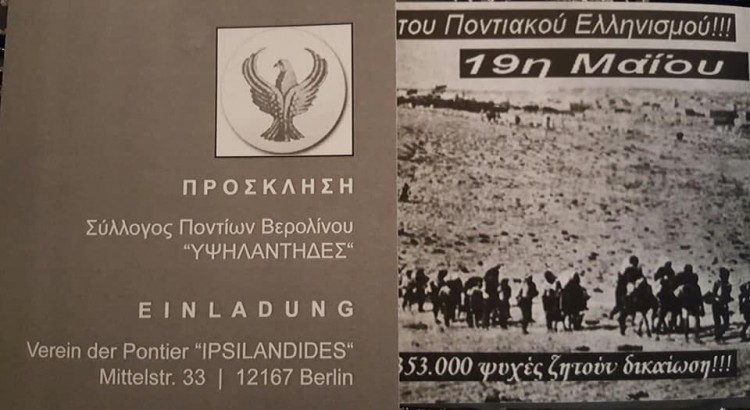 ΠΡΟΣΚΛΗΣΗ
Σύλλογος Ποντίων Βερολίνου
“ΥΨΗΛΑΝΤΗΔΕΣ“
EINLADUNG
Verein der Pontier “IPSILANDIDES“
Mittelstr. 33 | 12167 Berlin
του Ποντιακού Ελληνισμού!!!
19η Μαΐου
353.000 ψυχές ζητούν δικαίωση!!!